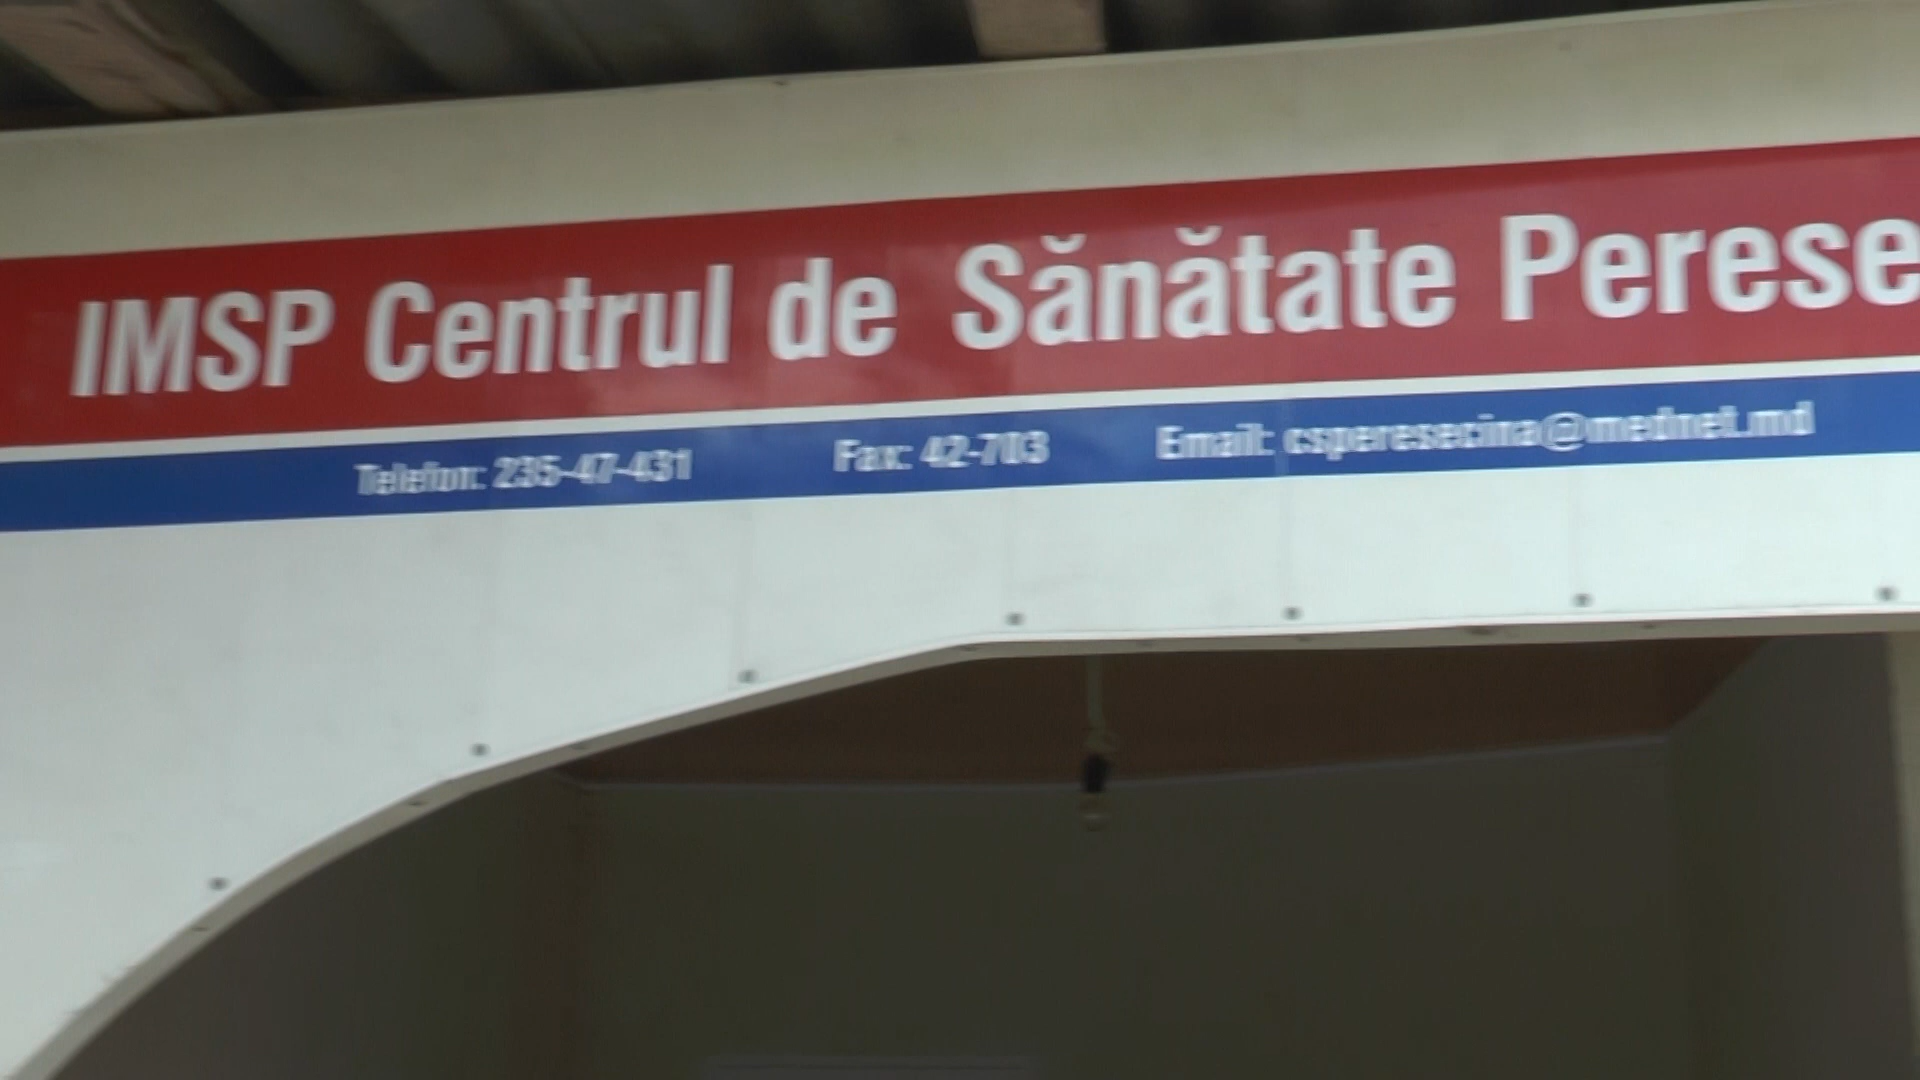 IMSP Centrul de Sănătate Perese
Telefon: 235-47-431 Fax: 42-703 Email: csperesecina@mednet.md